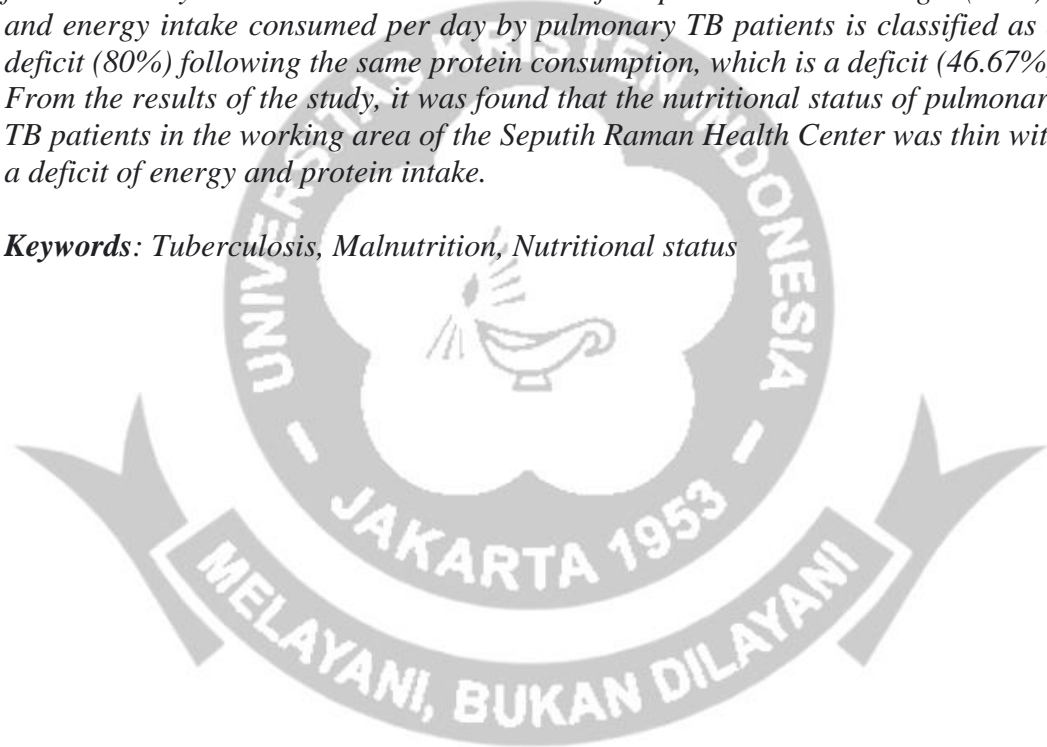 and energy intake consumed per day by pulmonary TB patients is classified as
deficit (80%) following the same protein consumption, which is a deficit (46.67%
From the results of the study, it was found that the nutritional status of pulmonar
TB patients in the working area of the Seputih Raman Health Center was thin wit
a deficit of energy and protein intake.
Keywords: Tuberculosis, Malnutrition, Nutritional status
UNIVERSITAS KRISTEN INDONESIA
JAKARTA 1953
MELAYANI, BUKAN DILAYANI